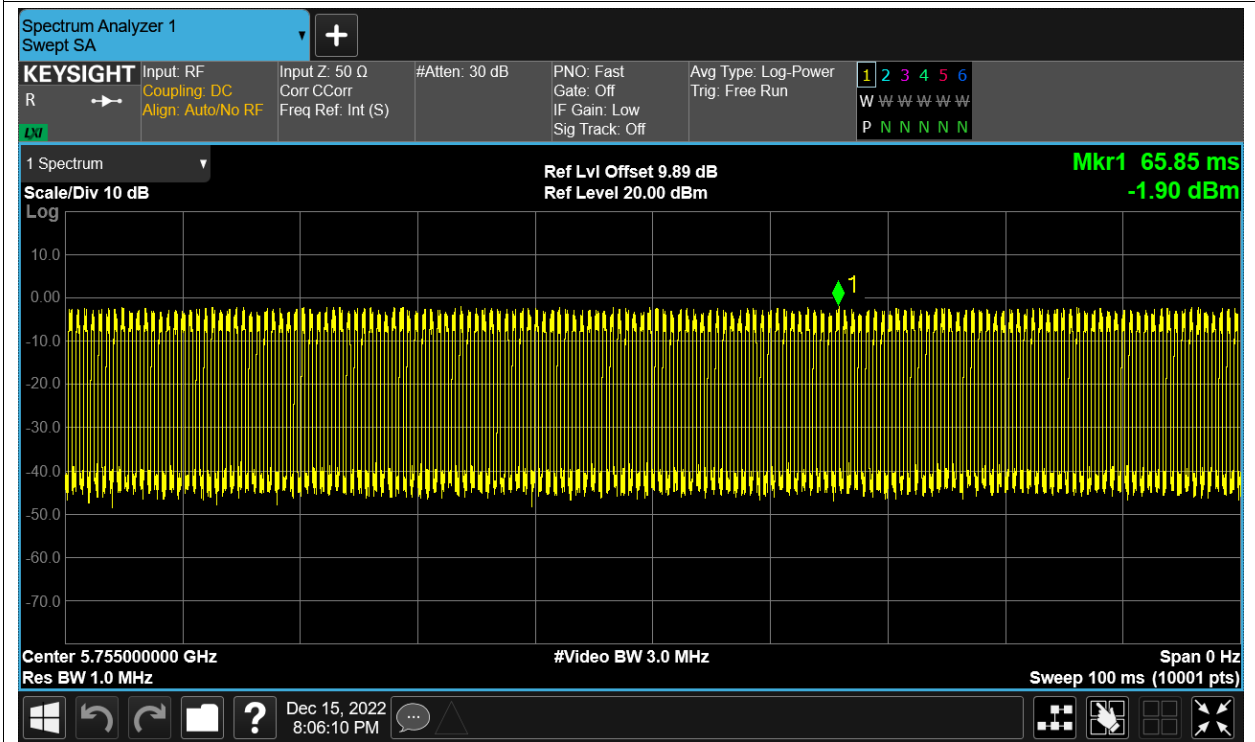 Spectrum Analyzer 1
Swept SA
KEYSIGHT
R
LXI
Input: RF
Coupling: DC
Align: Auto/No RF
Input Z: 50 Ω
Corr CCorr
Freq Ref: Int (S)
#Atten: 30 dB
PNO: Fast
Gate: Off
IF Gain: Low
Sig Track: Off
Avg Type: Log-Power
Trig: Free Run
1 2 3 4 5 6
W W W W W W
P N N N N N
1 Spectrum
Scale/Div 10 dB
Ref Lvl Offset 9.89 dB
Ref Level 20.00 dBm
Mkr1 65.85 ms
-1.90 dBm
Log
10.0
0.00
-10.0
-20.0
-30.0
-40.0
-50.0
-60.0
-70.0
1
Center 5.755000000 GHz
Res BW 1.0 MHz
#Video BW 3.0 MHz
Span 0 Hz
Sweep 100 ms (10001 pts)
?
Dec 15, 2022
8:06:10 PM